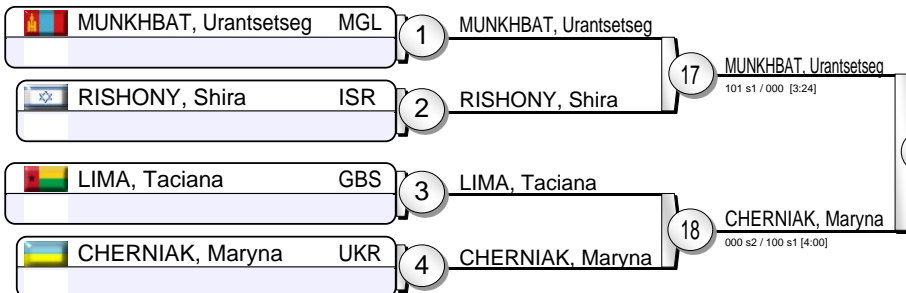 MUNKHBAT, Urantsetseg MGL
1
MUNKHBAT, Urantsetseg
RISHONY, Shira ISR
2
RISHONY, Shira
17
MUNKHBAT, Urantsetseg
101 s1 / 000 [3:24]
LIMA, Taciana GBS
3
LIMA, Taciana
CHERNIAK, Maryna UKR
4
CHERNIAK, Maryna
18
CHERNIAK, Maryna
000 s2 / 100 s1 [4:00]